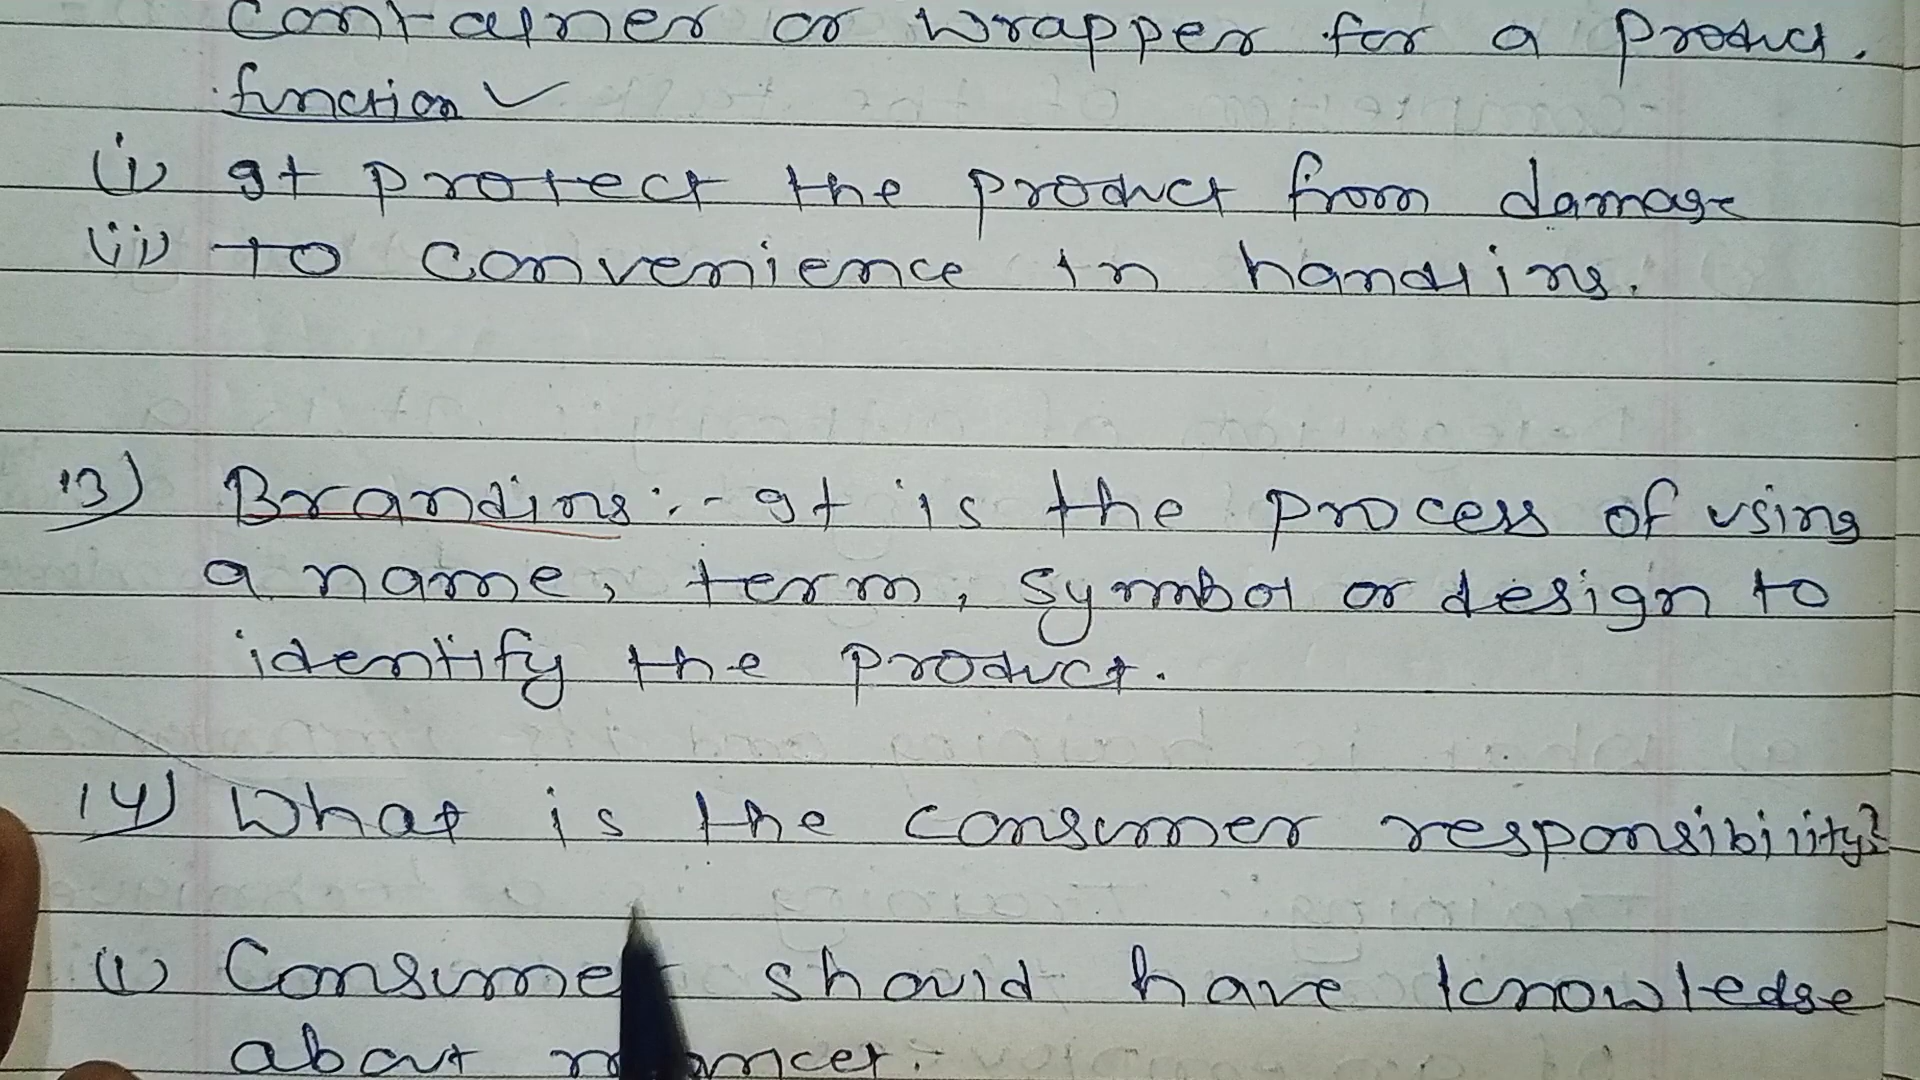 Container or wrapper for a product.
function ✓
(i) It protect the product from damage
(ii) to convenience in handling.
13) Branding :- It is the process of using
a name, term, symbol or design to
identify the product.
14) What is the consumer responsibility?
(i) Consumer should have knowledge
about